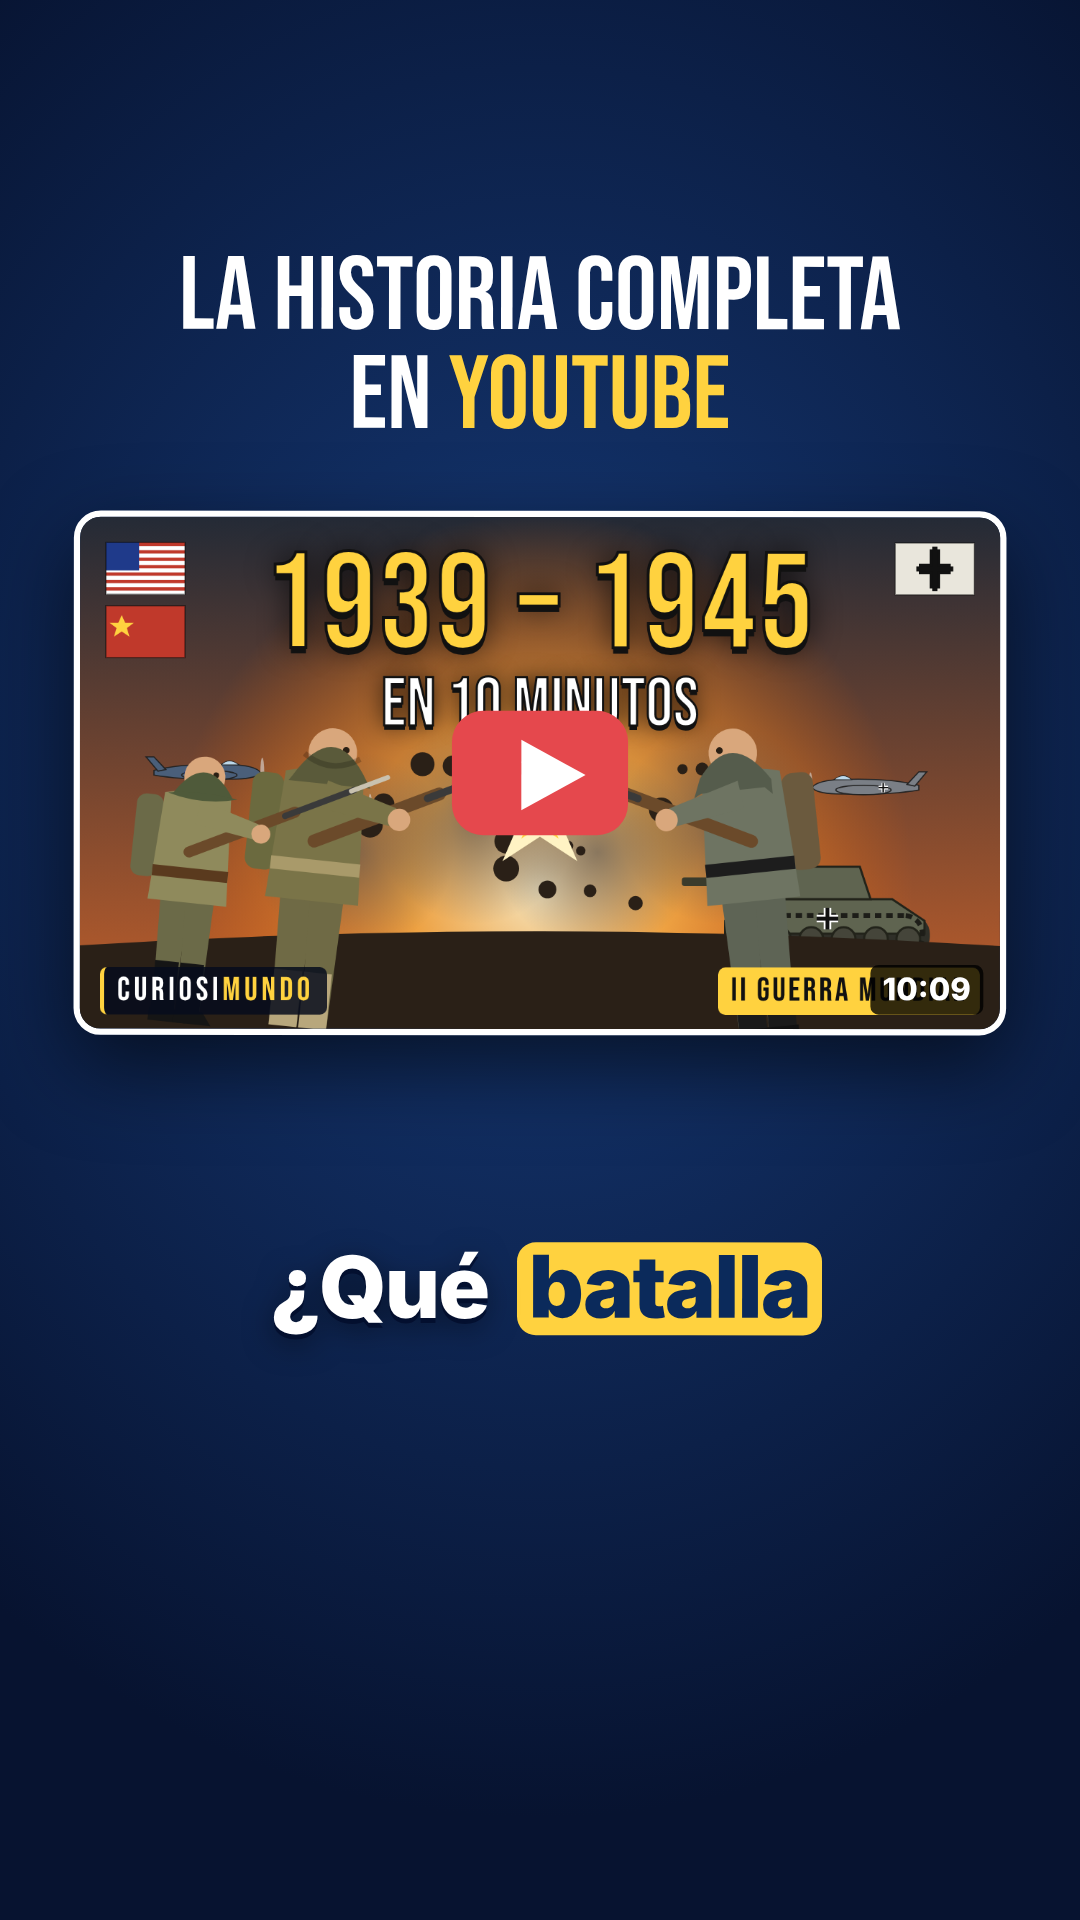 LA HISTORIA COMPLETA
EN YOUTUBE
1939 – 1945
EN 10 MINUTOS
CURIOSIMUNDO
II GUERRA
10:09
¿Qué batalla